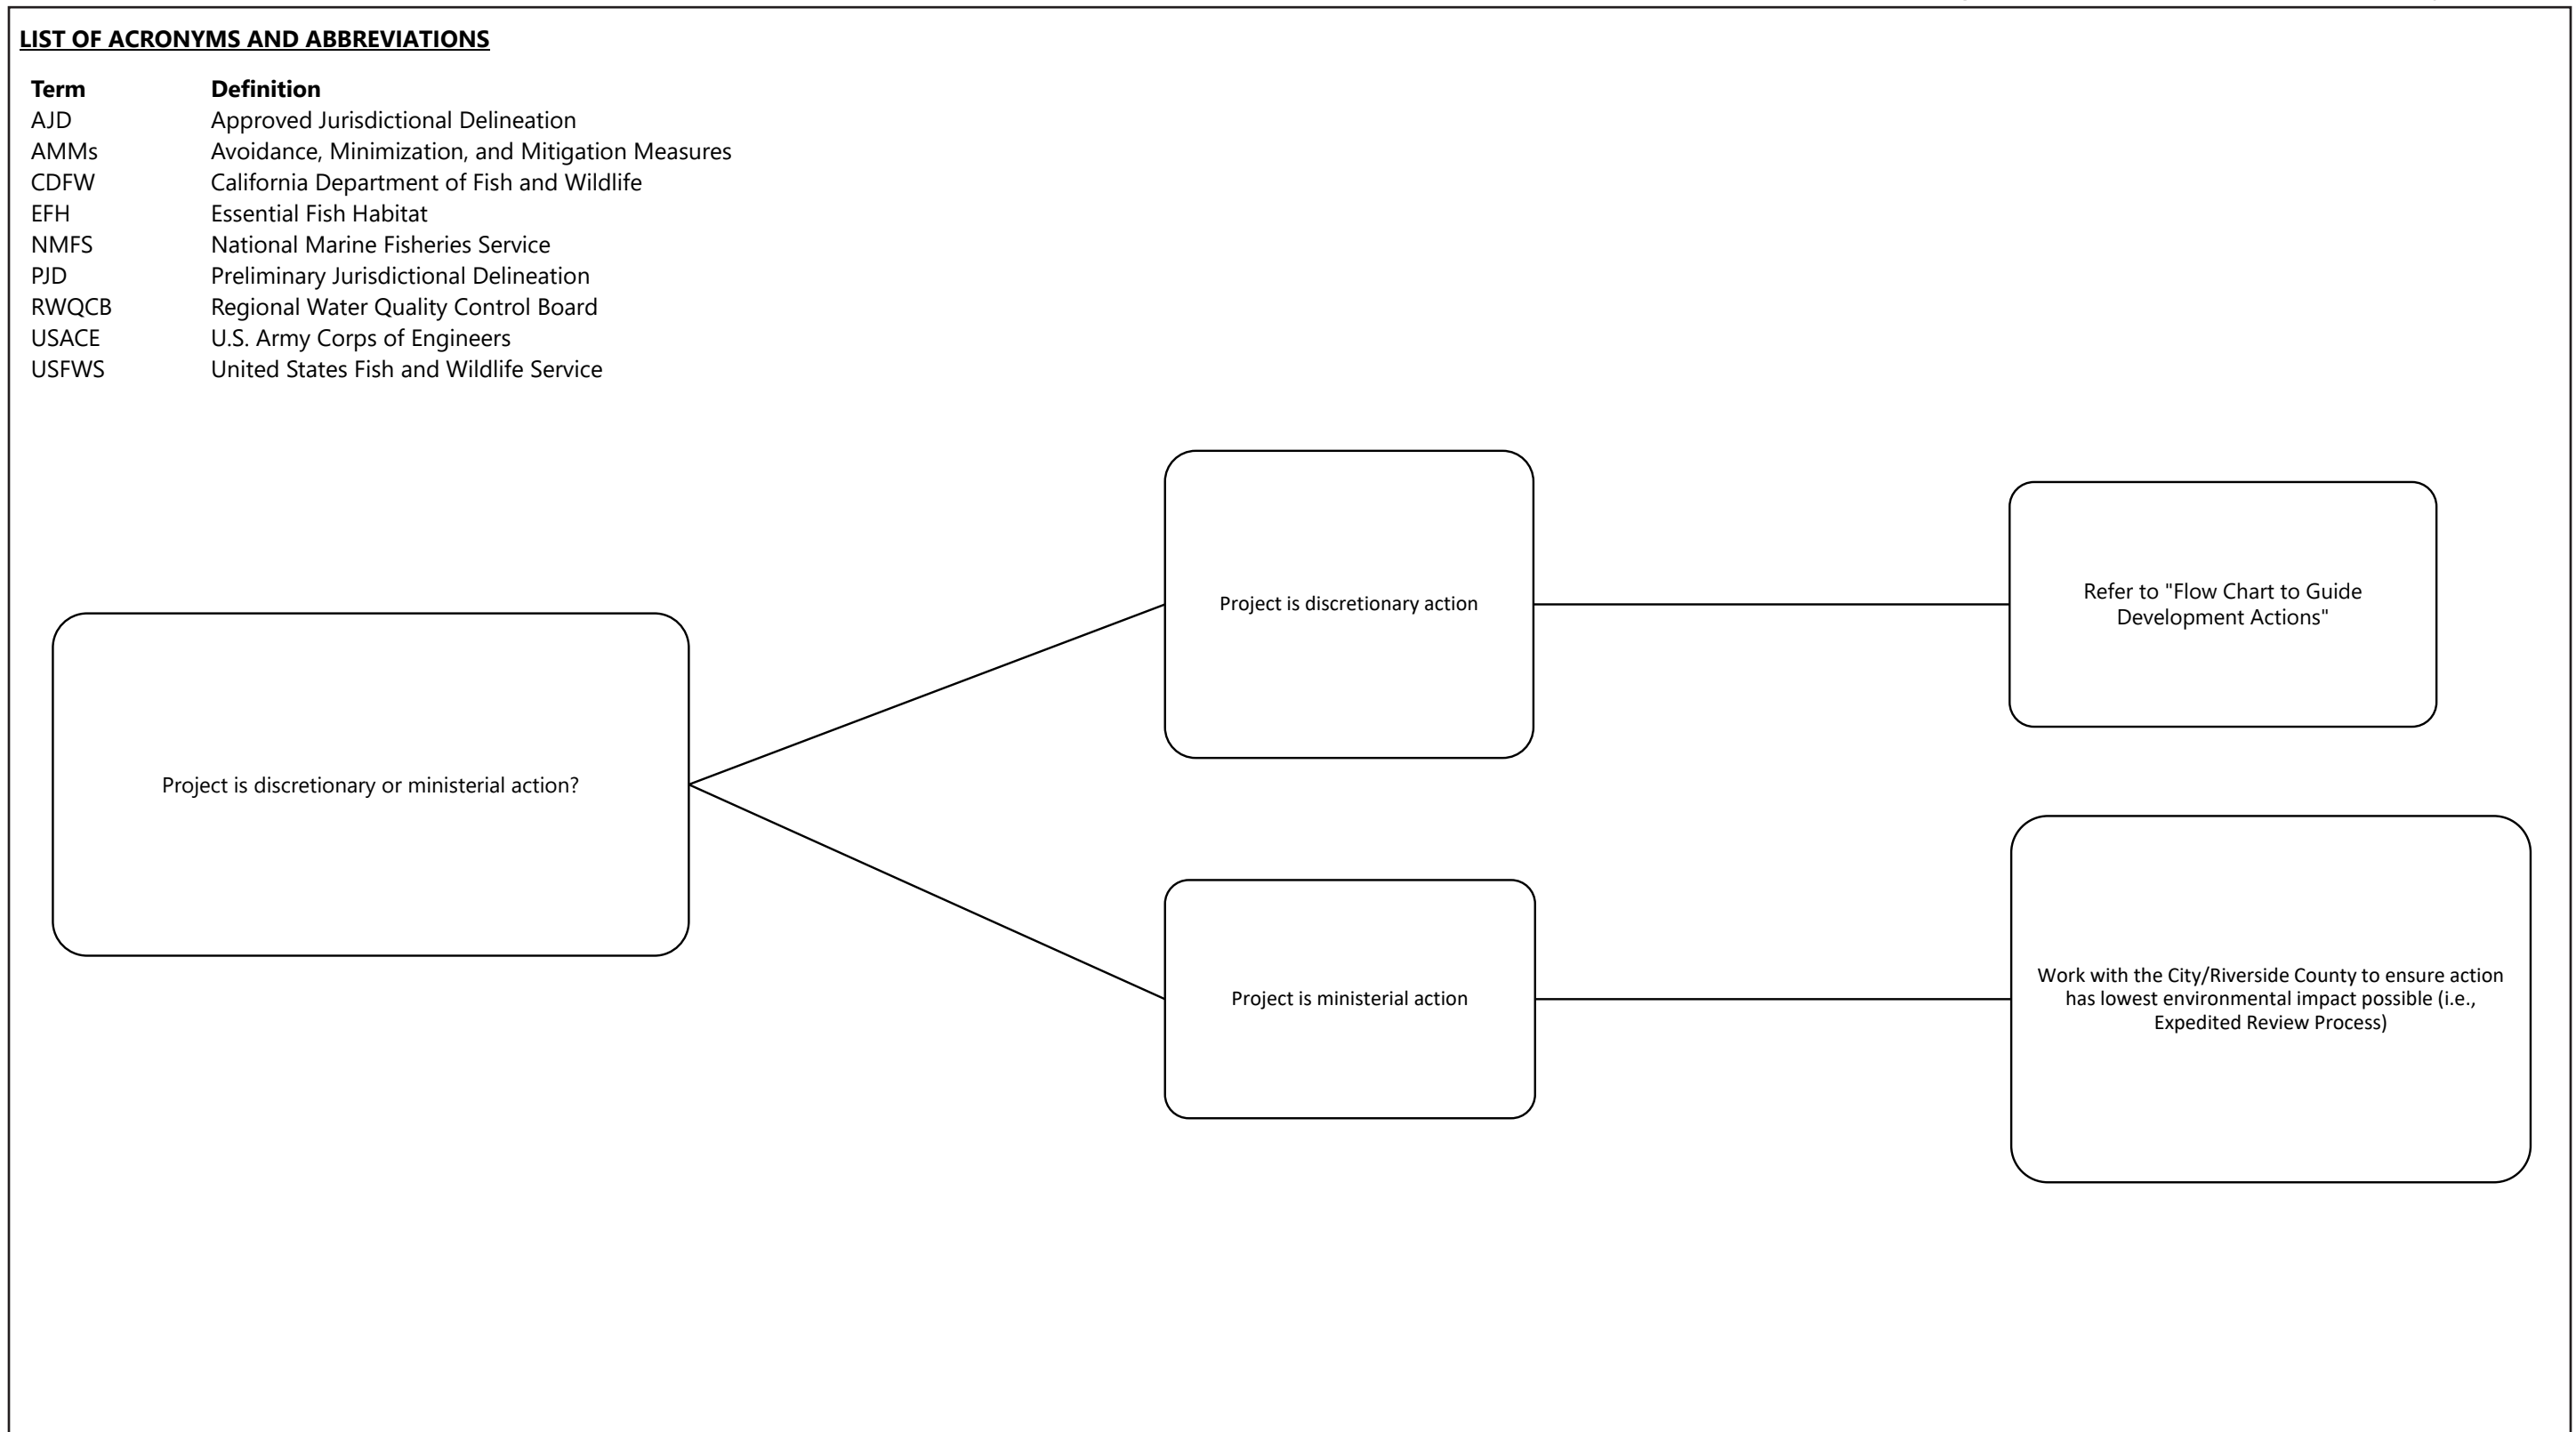 LIST OF ACRONYMS AND ABBREVIATIONS
Term Definition
AJD Approved Jurisdictional Delineation
AMMs Avoidance, Minimization, and Mitigation Measures
CDFW California Department of Fish and Wildlife
EFH Essential Fish Habitat
NMFS National Marine Fisheries Service
PJD Preliminary Jurisdictional Delineation
RWQCB Regional Water Quality Control Board
USACE U.S. Army Corps of Engineers
USFWS United States Fish and Wildlife Service
Project is discretionary or ministerial action?
Project is discretionary action
Refer to "Flow Chart to Guide
Development Actions"
Project is ministerial action
Work with the City/Riverside County to ensure action
has lowest environmental impact possible (i.e.,
Expedited Review Process)